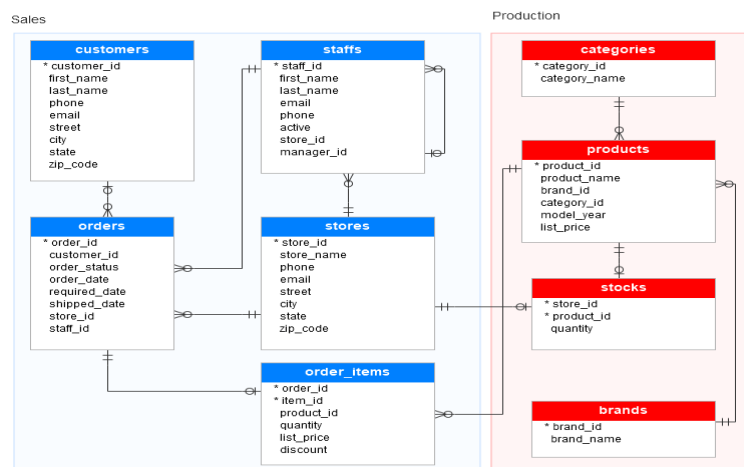 Sales
Production
customers
* customer_id
first_name
last_name
phone
email
street
city
state
zip_code
staffs
* staff_id
first_name
last_name
email
phone
active
store_id
manager_id
categories
* category_id
category_name
products
* product_id
product_name
brand_id
category_id
model_year
list_price
orders
* order_id
customer_id
order_status
order_date
required_date
shipped_date
store_id
staff_id
stores
* store_id
store_name
phone
email
street
city
state
zip_code
stocks
* store_id
* product_id
quantity
order_items
* order_id
* item_id
product_id
quantity
list_price
discount
brands
* brand_id
brand_name